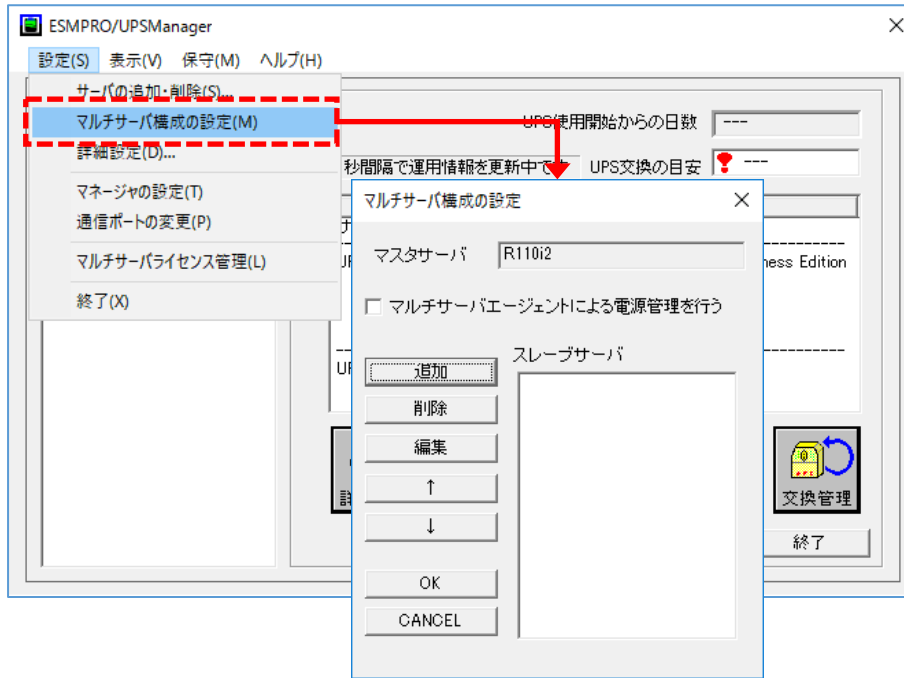 ESMPRO/UPSManager
設定(S) 表示(V) 保守(M) ヘルプ(H)
サーバの追加・削除(S)...
マルチサーバ構成の設定(M)
詳細設定(D)...
マネージャの設定(T)
通信ポートの変更(P)
マルチサーバライセンス管理(L)
終了(X)
UPS使用開始からの日数 ---
秒間隔で運用情報を更新中です UPS交換の目安 ---
ness Edition
マルチサーバ構成の設定
マスタサーバ R110i2
マルチサーバエージェントによる電源管理を行う
スレーブサーバ
追加
削除
編集
↑
↓
OK
CANCEL
交換管理
終了